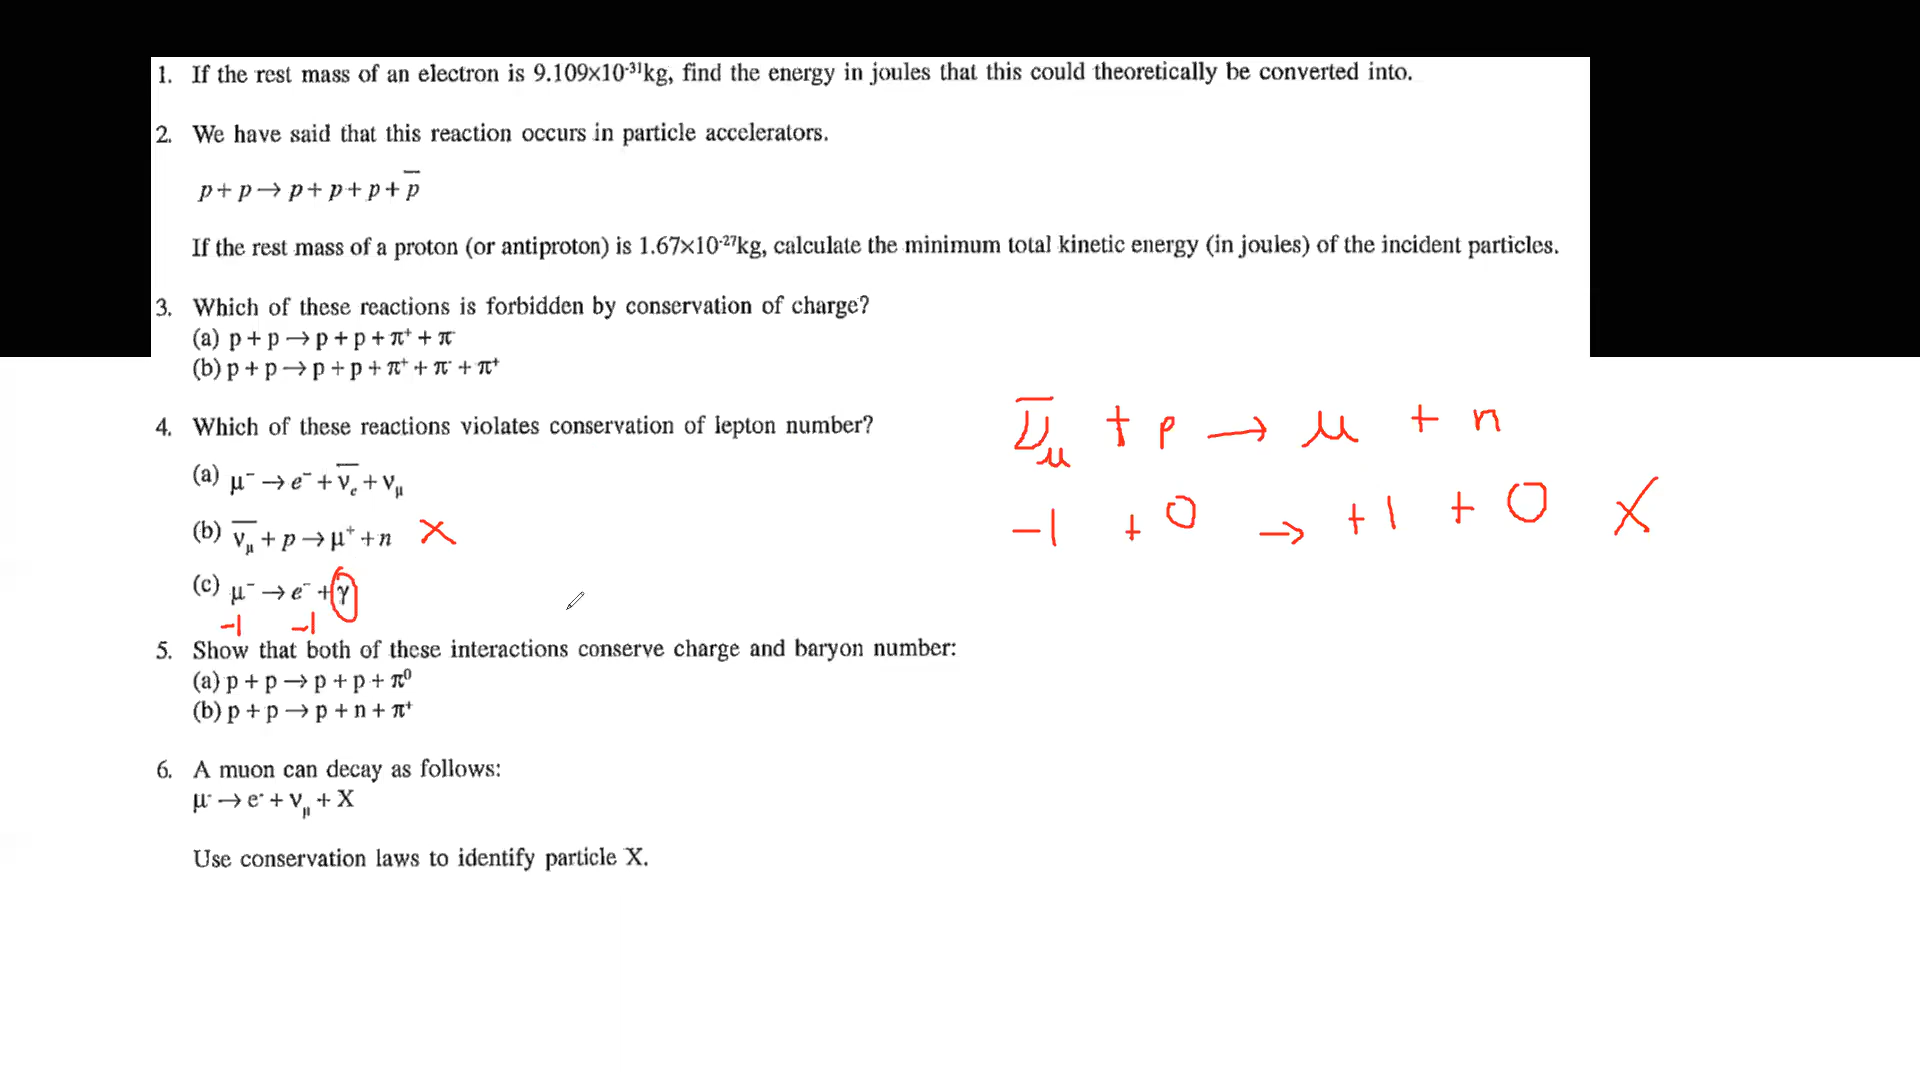 1. If the rest mass of an electron is 9.109×10⁻³¹kg, find the energy in joules that this could theoretically be converted into.
2. We have said that this reaction occurs in particle accelerators.
p + p → p + p + p + p̅
If the rest mass of a proton (or antiproton) is 1.67×10⁻²⁷kg, calculate the minimum total kinetic energy (in joules) of the incident particles.
3. Which of these reactions is forbidden by conservation of charge?
(a) p + p → p + p + π⁺ + π⁻
(b) p + p → p + p + π⁺ + π⁻ + π⁺
4. Which of these reactions violates conservation of lepton number?
(a) μ⁻ → e⁻ + ν̅ₑ + νμ
(b) ν̅μ + p → μ⁺ + n ×
(c) μ⁻ → e⁻ + γ
-1 -1
ν̅μ + p → μ + n
-1 + 0 → +1 + 0 ×
5. Show that both of these interactions conserve charge and baryon number:
(a) p + p → p + p + π⁰
(b) p + p → p + n + π⁺
6. A muon can decay as follows:
μ⁻ → e⁻ + νμ + X
Use conservation laws to identify particle X.